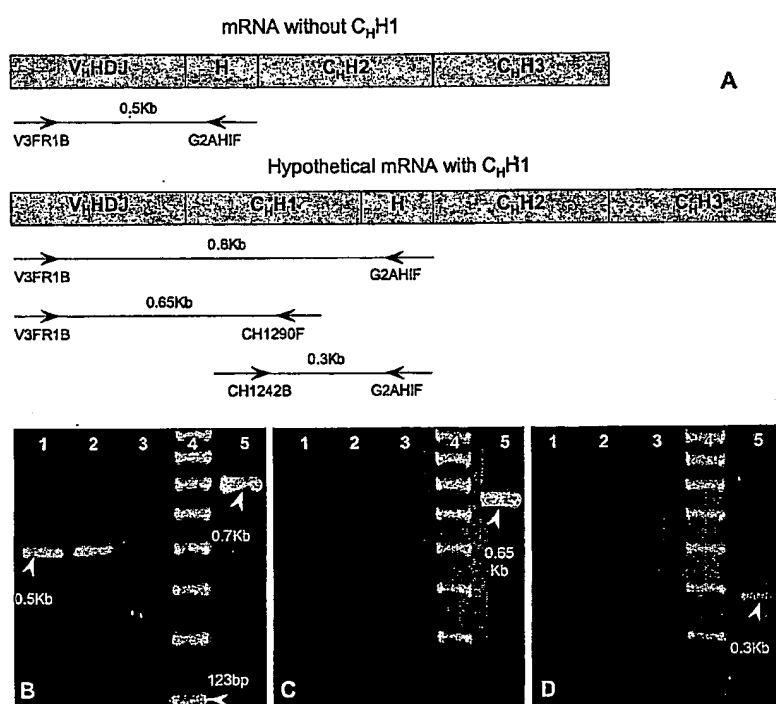 mRNA without CHH1
VHHDJ H CHH2 CHH3
A
0.5Kb
V3FR1B G2AHIF
Hypothetical mRNA with CHH1
VHHDJ CHH1 H CHH2 CHH3
0.8Kb
V3FR1B G2AHIF
0.65Kb
V3FR1B CH1290F
0.3Kb
CH1242B G2AHIF
1 2 3 4 5
0.7Kb
0.5Kb
123bp
B
1 2 3 4 5
0.65
Kb
C
1 2 3 4 5
0.3Kb
D